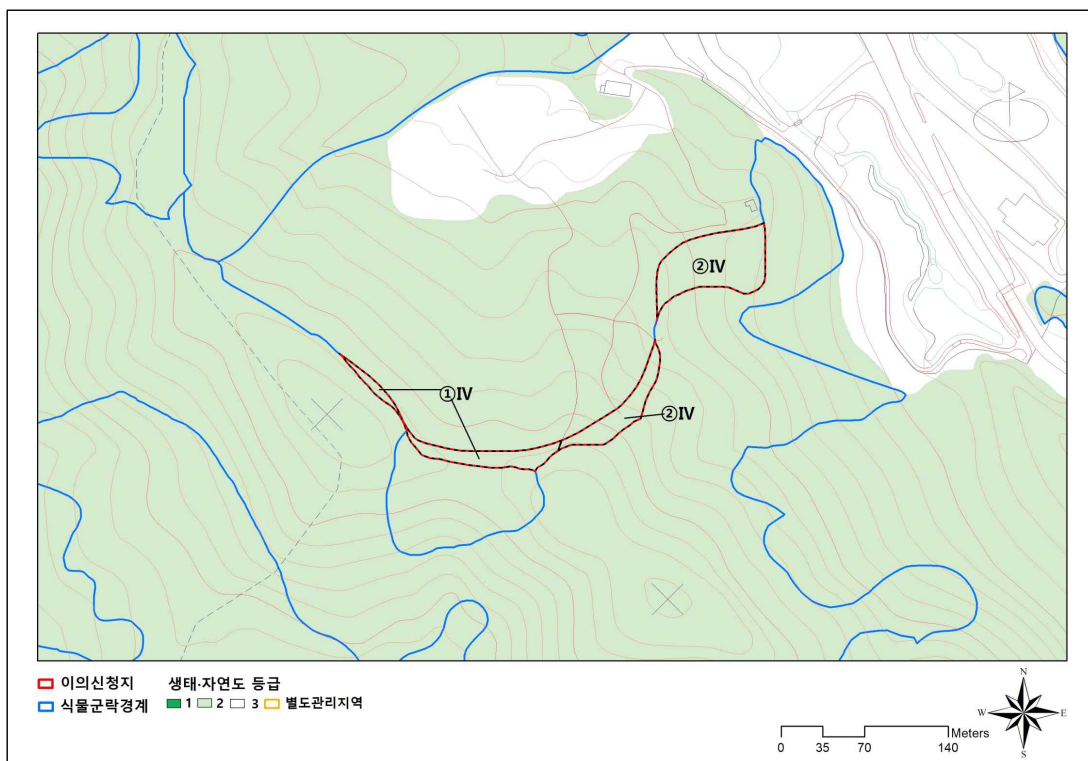 ②Ⅳ
①Ⅳ
②Ⅳ
이의신청지
식물군락경계
생태·자연도 등급
1 2 3 별도관리지역
N
W E
S
Meters
0 35 70 140